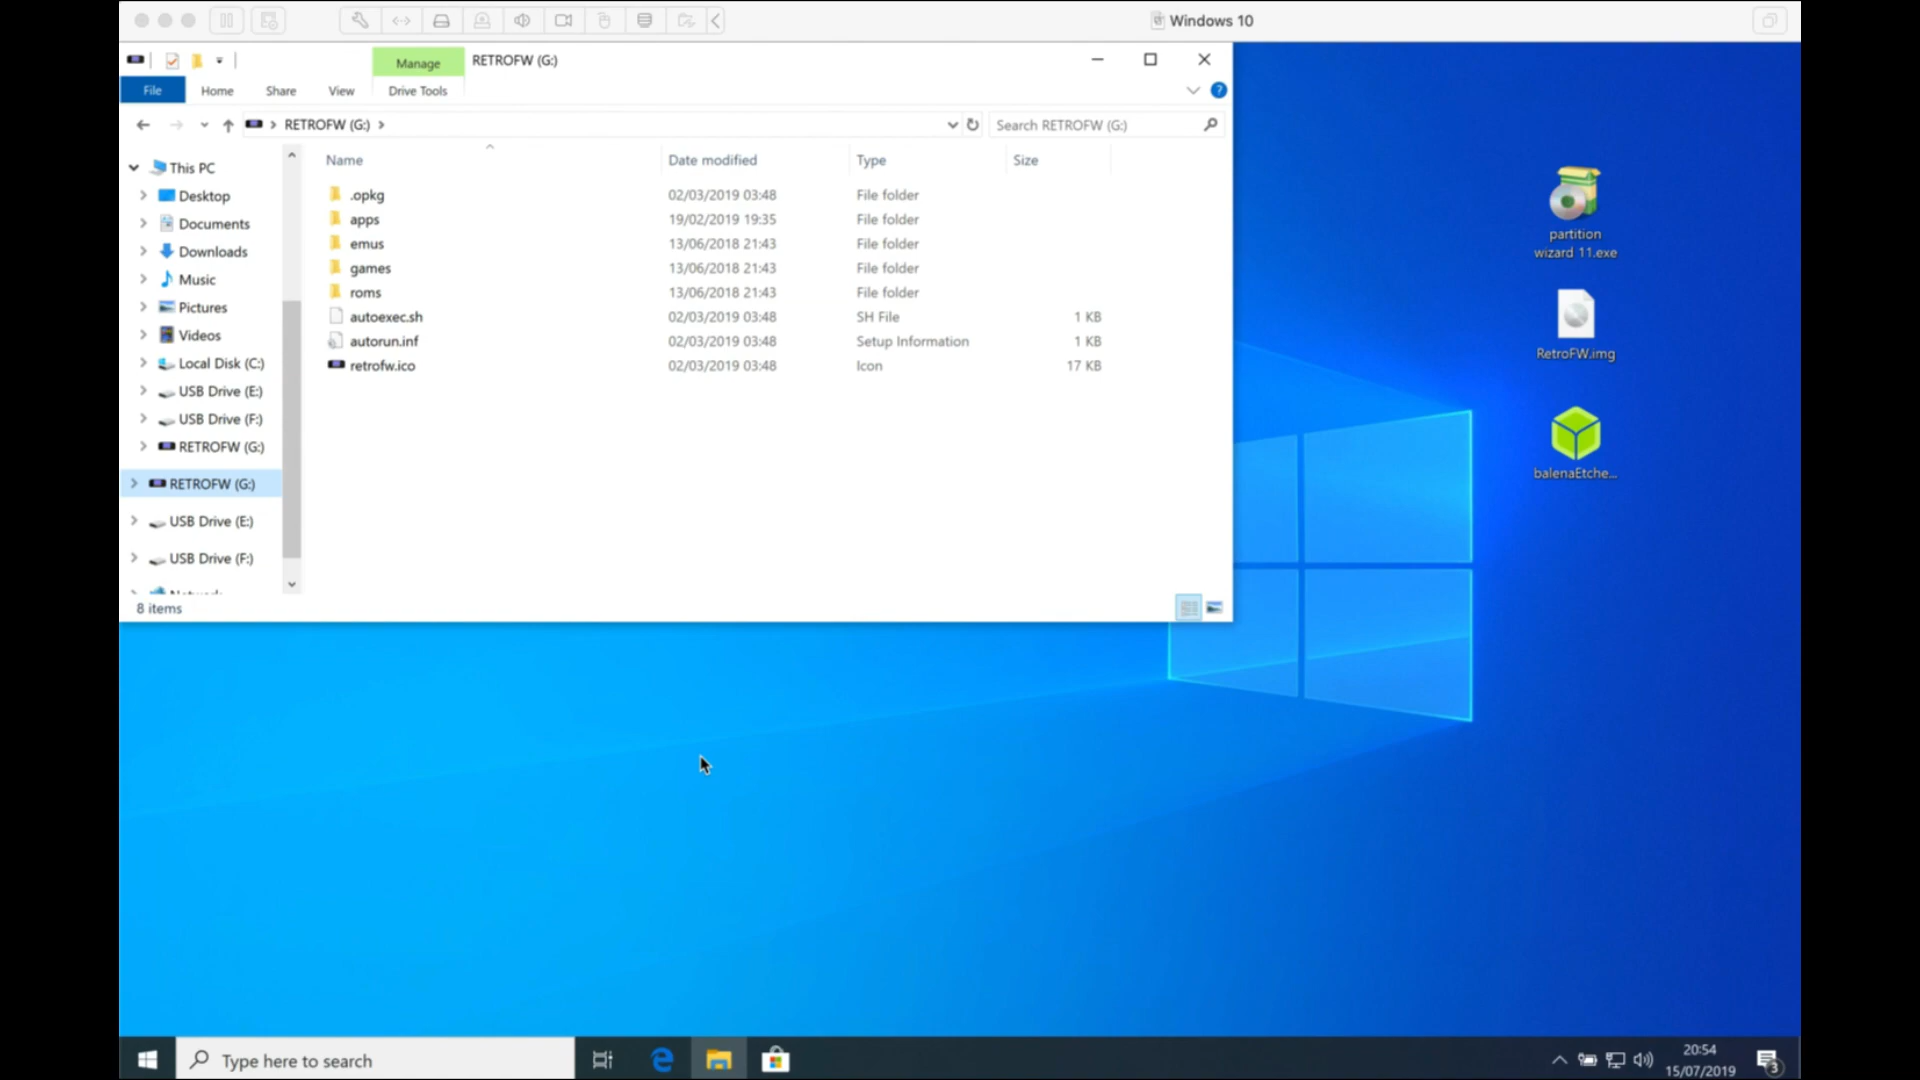 Windows 10
Manage
RETROFW (G:)
File
Home
Share
View
Drive Tools
RETROFW (G:)
Search RETROFW (G:)
Name
Date modified
Type
Size
This PC
Desktop
Documents
Downloads
Music
Pictures
Videos
Local Disk (C:)
USB Drive (E:)
USB Drive (F:)
RETROFW (G:)
RETROFW (G:)
USB Drive (E:)
USB Drive (F:)
.opkg 02/03/2019 03:48 File folder
apps 19/02/2019 19:35 File folder
emus 13/06/2018 21:43 File folder
games 13/06/2018 21:43 File folder
roms 13/06/2018 21:43 File folder
autoexec.sh 02/03/2019 03:48 SH File 1 KB
autorun.inf 02/03/2019 03:48 Setup Information 1 KB
retrofw.ico 02/03/2019 03:48 Icon 17 KB
8 items
partition
wizard 11.exe
RetroFW.img
balenaEtche...
Type here to search
20:54
15/07/2019
3